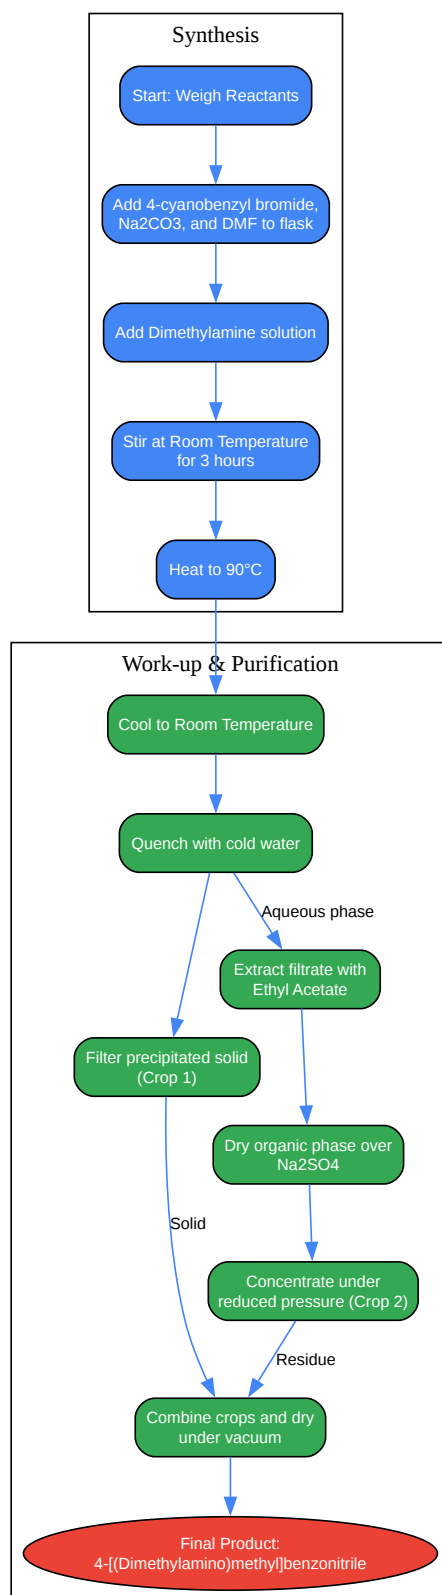 Synthesis
Start: Weigh Reactants
Add 4-cyanobenzyl bromide,
Na2CO3, and DMF to flask
Add Dimethylamine solution
Stir at Room Temperature
for 3 hours
Heat to 90°C
Work-up & Purification
Cool to Room Temperature
Quench with cold water
Aqueous phase
Extract filtrate with
Ethyl Acetate
Filter precipitated solid
(Crop 1)
Dry organic phase over
Na2SO4
Solid
Concentrate under
reduced pressure (Crop 2)
Residue
Combine crops and dry
under vacuum
Final Product:
4-[(Dimethylamino)methyl]benzonitrile